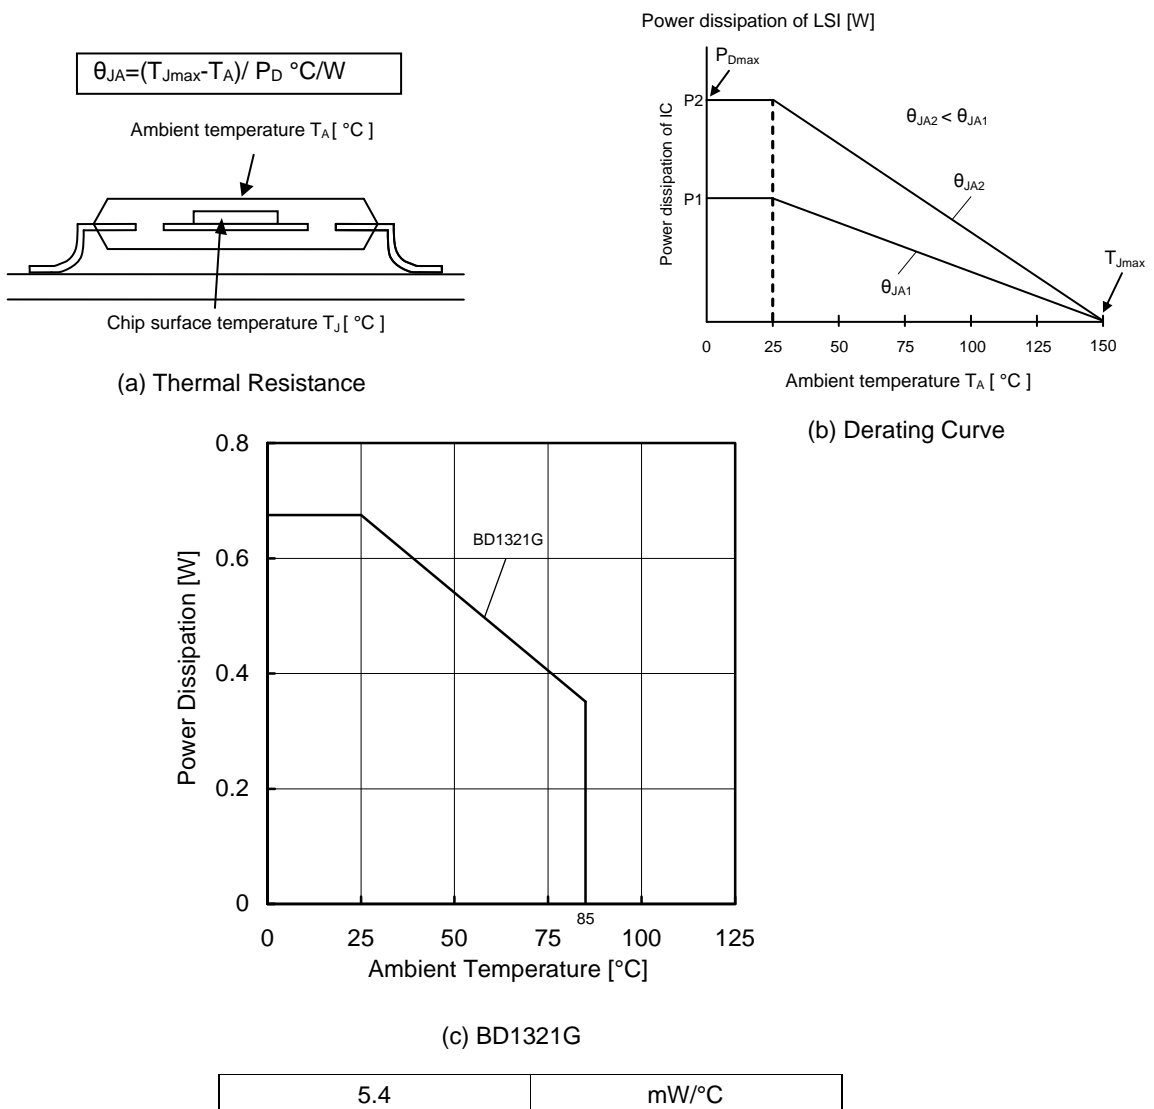 θJA=(TJmax-TA)/ PD °C/W
Ambient temperature TA [ °C ]
Chip surface temperature TJ [ °C ]
(a) Thermal Resistance
Power dissipation of LSI [W]
PDmax
P2
P1
Power dissipation of IC
θJA2 < θJA1
θJA2
θJA1
TJmax
0 25 50 75 100 125 150
Ambient temperature TA [ °C ]
(b) Derating Curve
0.8
0.6
0.4
0.2
0
Power Dissipation [W]
BD1321G
85
0 25 50 75 100 125
Ambient Temperature [°C]
(c) BD1321G
5.4 mW/°C